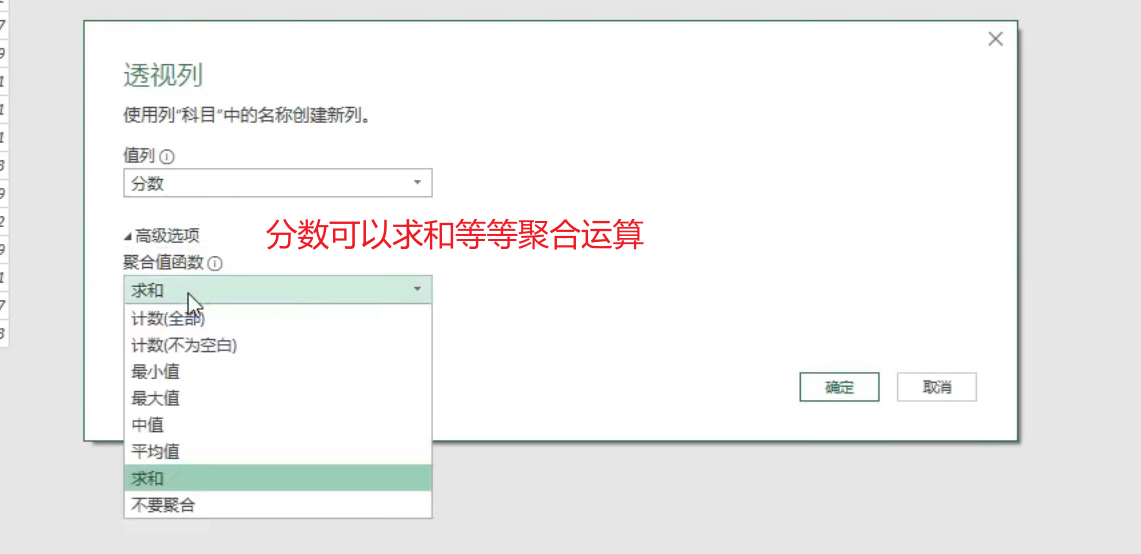 透视列
使用列"科目"中的名称创建新列。
值列
分数
分数可以求和等等聚合运算
高级选项
聚合值函数
求和
计数(全部)
计数(不为空白)
最小值
最大值
中值
平均值
求和
不要聚合
确定
取消